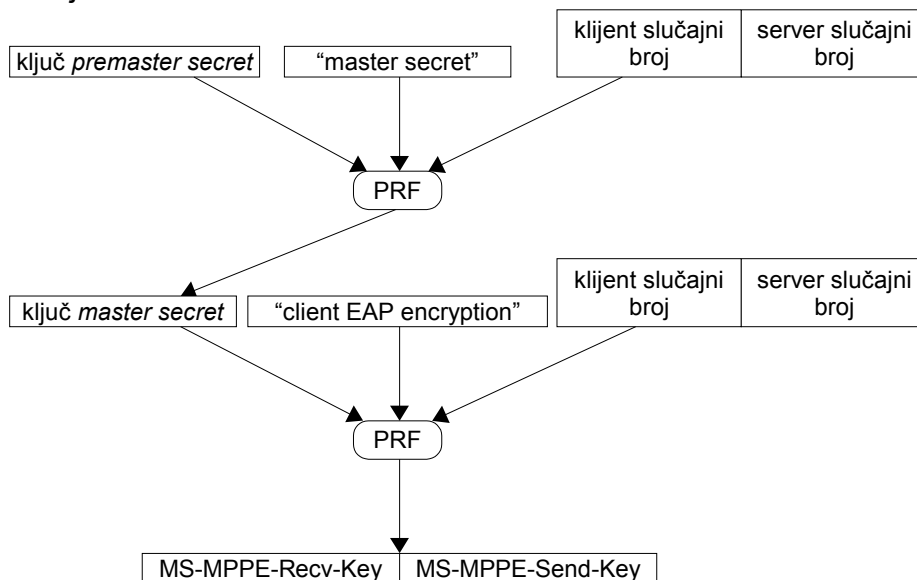 ključ premaster secret
“master secret”
klijent slučajni
broj
server slučajni
broj
PRF
ključ master secret
“client EAP encryption”
klijent slučajni
broj
server slučajni
broj
PRF
MS-MPPE-Recv-Key
MS-MPPE-Send-Key